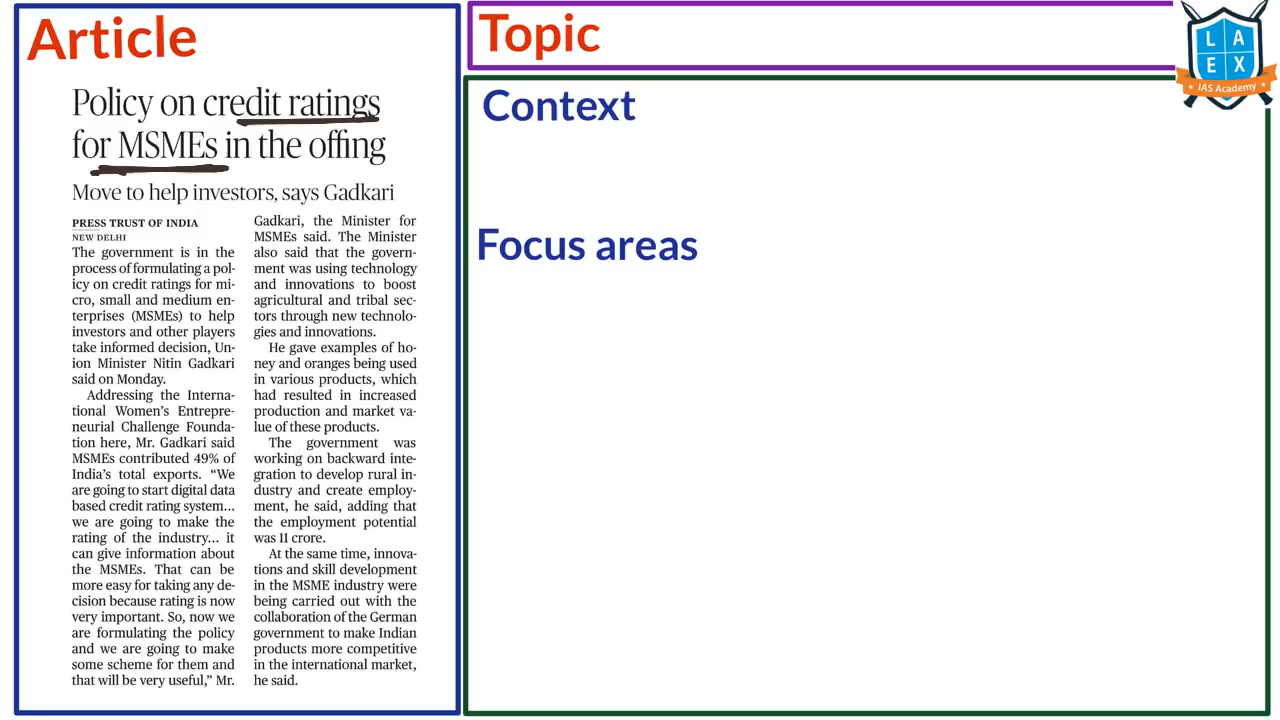 Article
Policy on credit ratings
for MSMEs in the offing
Move to help investors, says Gadkari
PRESS TRUST OF INDIA
NEW DELHI
The government is in the
process of formulating a pol-
icy on credit ratings for mi-
cro, small and medium en-
terprises (MSMEs) to help
investors and other players
take informed decision, Un-
ion Minister Nitin Gadkari
said on Monday.
Addressing the Interna-
tional Women's Entrepre-
neurial Challenge Founda-
tion here, Mr. Gadkari said
MSMEs contributed 49% of
India's total exports. “We
are going to start digital data
based credit rating system...
we are going to make the
rating of the industry... it
can give information about
the MSMEs. That can be
more easy for taking any de-
cision because rating is now
very important. So, now we
are formulating the policy
and we are going to make
some scheme for them and
that will be very useful,” Mr.
Gadkari, the Minister for
MSMEs said. The Minister
also said that the govern-
ment was using technology
and innovations to boost
agricultural and tribal sec-
tors through new technolo-
gies and innovations.
He gave examples of ho-
ney and oranges being used
in various products, which
had resulted in increased
production and market va-
lue of these products.
The government was
working on backward inte-
gration to develop rural in-
dustry and create employ-
ment, he said, adding that
the employment potential
was 11 crore.
At the same time, innova-
tions and skill development
in the MSME industry were
being carried out with the
collaboration of the German
government to make Indian
products more competitive
in the international market,
he said.
Topic
Context
Focus areas
L A
E X
IAS Academy